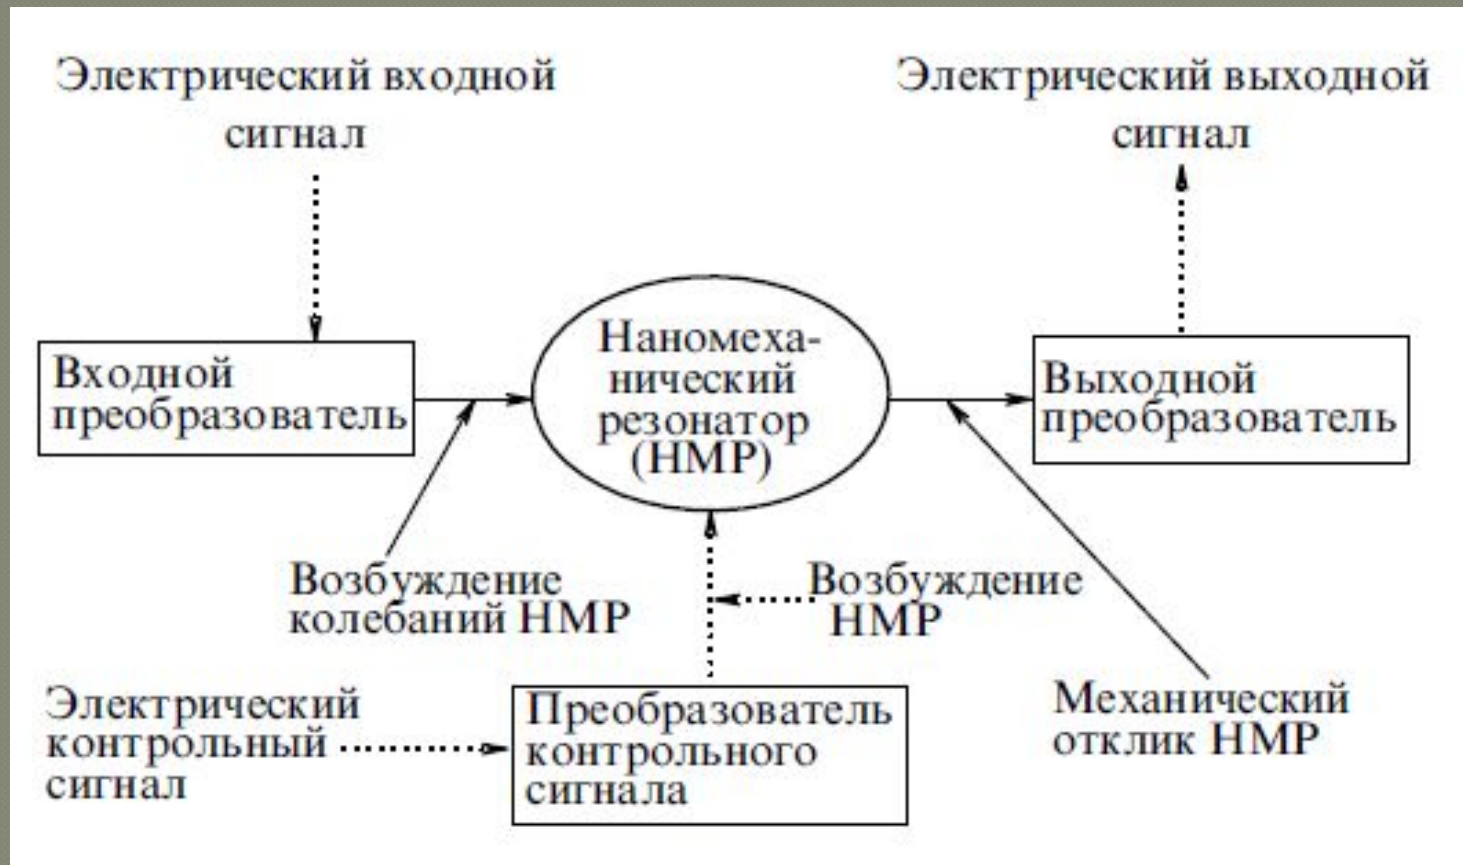 Электрический входной
сигнал
Электрический выходной
сигнал
Входной
преобразователь
Наномеха-
нический
резонатор
(НМР)
Выходной
преобразователь
Возбуждение
колебаний НМР
Возбуждение
НМР
Электрический
контрольный
сигнал
Преобразователь
контрольного
сигнала
Механический
отклик НМР